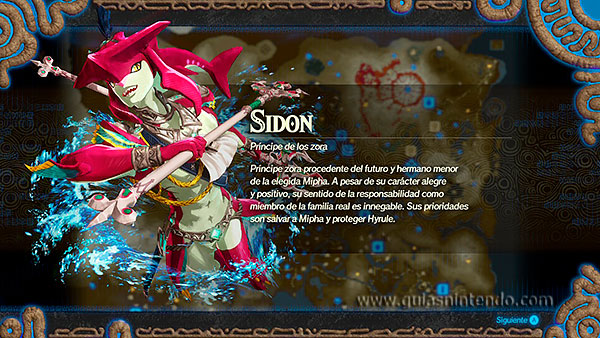 SIDON
Príncipe de los zora
Príncipe zora procedente del futuro y hermano menor
de la elegida Mipha. A pesar de su carácter alegre
y positivo, su sentido de la responsabilidad como
miembro de la familia real es innegable. Sus prioridades
son salvar a Mipha y proteger Hyrule.
www.guiasnintendo.com
Siguiente A